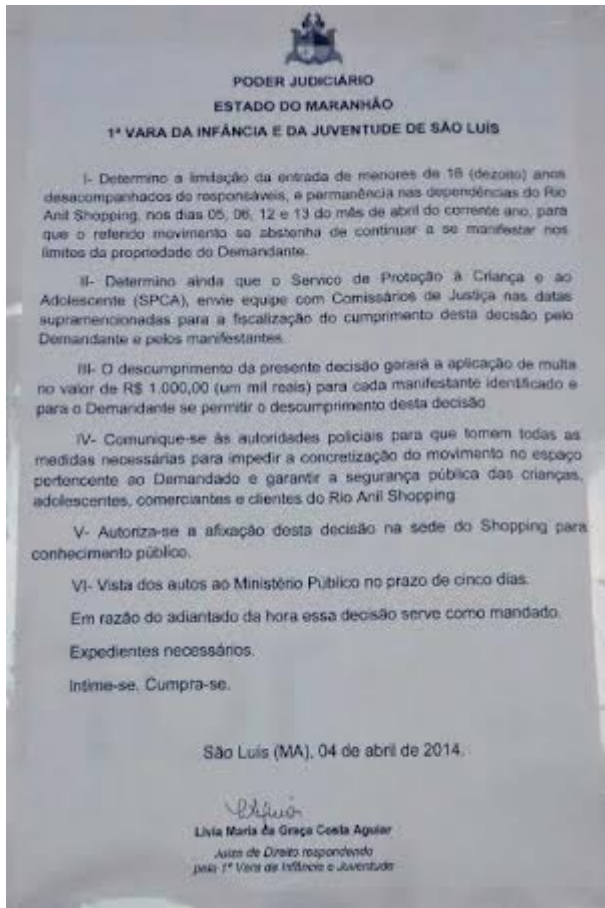 PODER JUDICIÁRIO
ESTADO DO MARANHÃO
1ª VARA DA INFÂNCIA E DA JUVENTUDE DE SÃO LUÍS
I- Determino a limitação da entrada de menores de 18 (dezoito) anos
desacompanhados do responsáveis, e permanência nas dependências do Rio
Anil Shopping, nos dias 05, 06, 12 e 13 do mês de abril do corrente ano, para
que o referido movimento se abstenha de continuar a se manifestar nos
limites da propriedade do Demandante.
II- Determino ainda que o Serviço de Proteção à Criança e ao
Adolescente (SPCA), envie equipe com Comissários de Justiça nas datas
supramencionadas para a fiscalização do cumprimento desta decisão pelo
Demandante e pelos manifestantes.
III- O descumprimento da presente decisão gerará a aplicação de multa
no valor de R$ 1.000,00 (um mil reais) para cada manifestante identificado e
para o Demandante se permitir o descumprimento desta decisão
IV- Comunique-se às autoridades policiais para que tomem todas as
medidas necessárias para impedir a concretização do movimento no espaço
pertencente ao Demandado e garantir a segurança pública das crianças,
adolescentes, comerciantes e clientes do Rio Anil Shopping
V- Autoriza-se a afixação desta decisão na sede do Shopping para
conhecimento público.
VI- Vista dos autos ao Ministério Público no prazo de cinco dias.
Em razão do adiantado da hora essa decisão serve como mandado.
Expedientes necessários.
Intime-se. Cumpra-se.
São Luís (MA), 04 de abril de 2014.
Lívia Maria da Graça Costa Aguiar
Juíza de Direito respondendo
pela 1ª Vara da Infância e Juventude